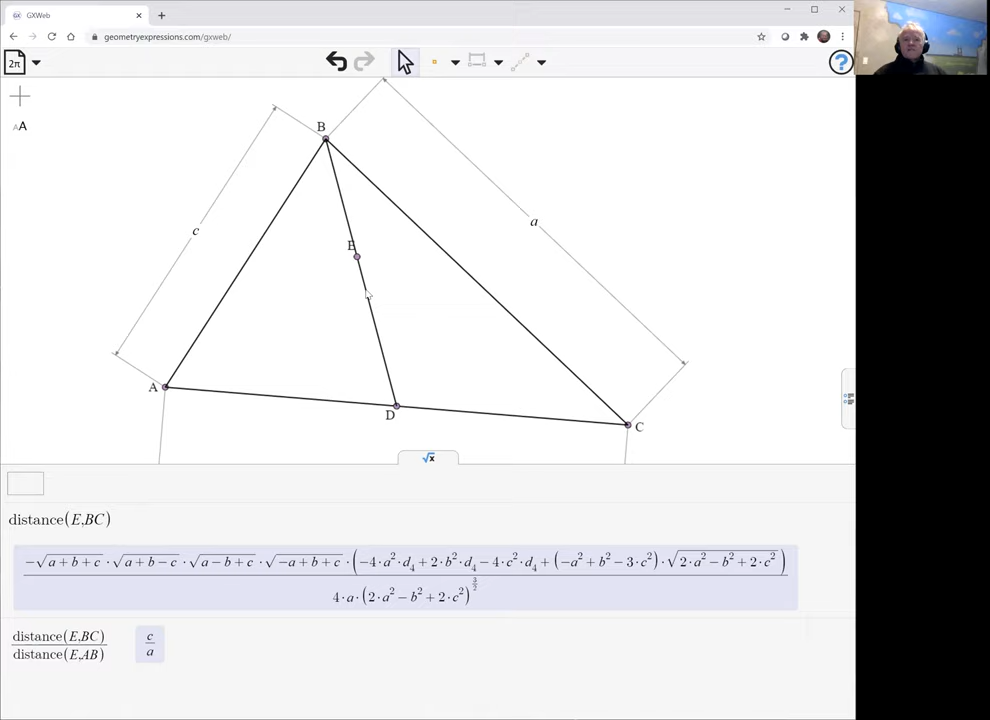 GXWeb
geometryexpressions.com/gxweb/
2π
?
AA
B
a
c
E
A
D
C
√x
distance(E,BC)
−√(a+b+c)·√(a+b−c)·√(a−b+c)·√(−a+b+c)·(−4·a²·d₄+2·b²·d₄−4·c²·d₄+(−a²+b²−3·c²)·√(2·a²−b²+2·c²))
4·a·(2·a²−b²+2·c²)^(3/2)
distance(E,BC) c
distance(E,AB) a